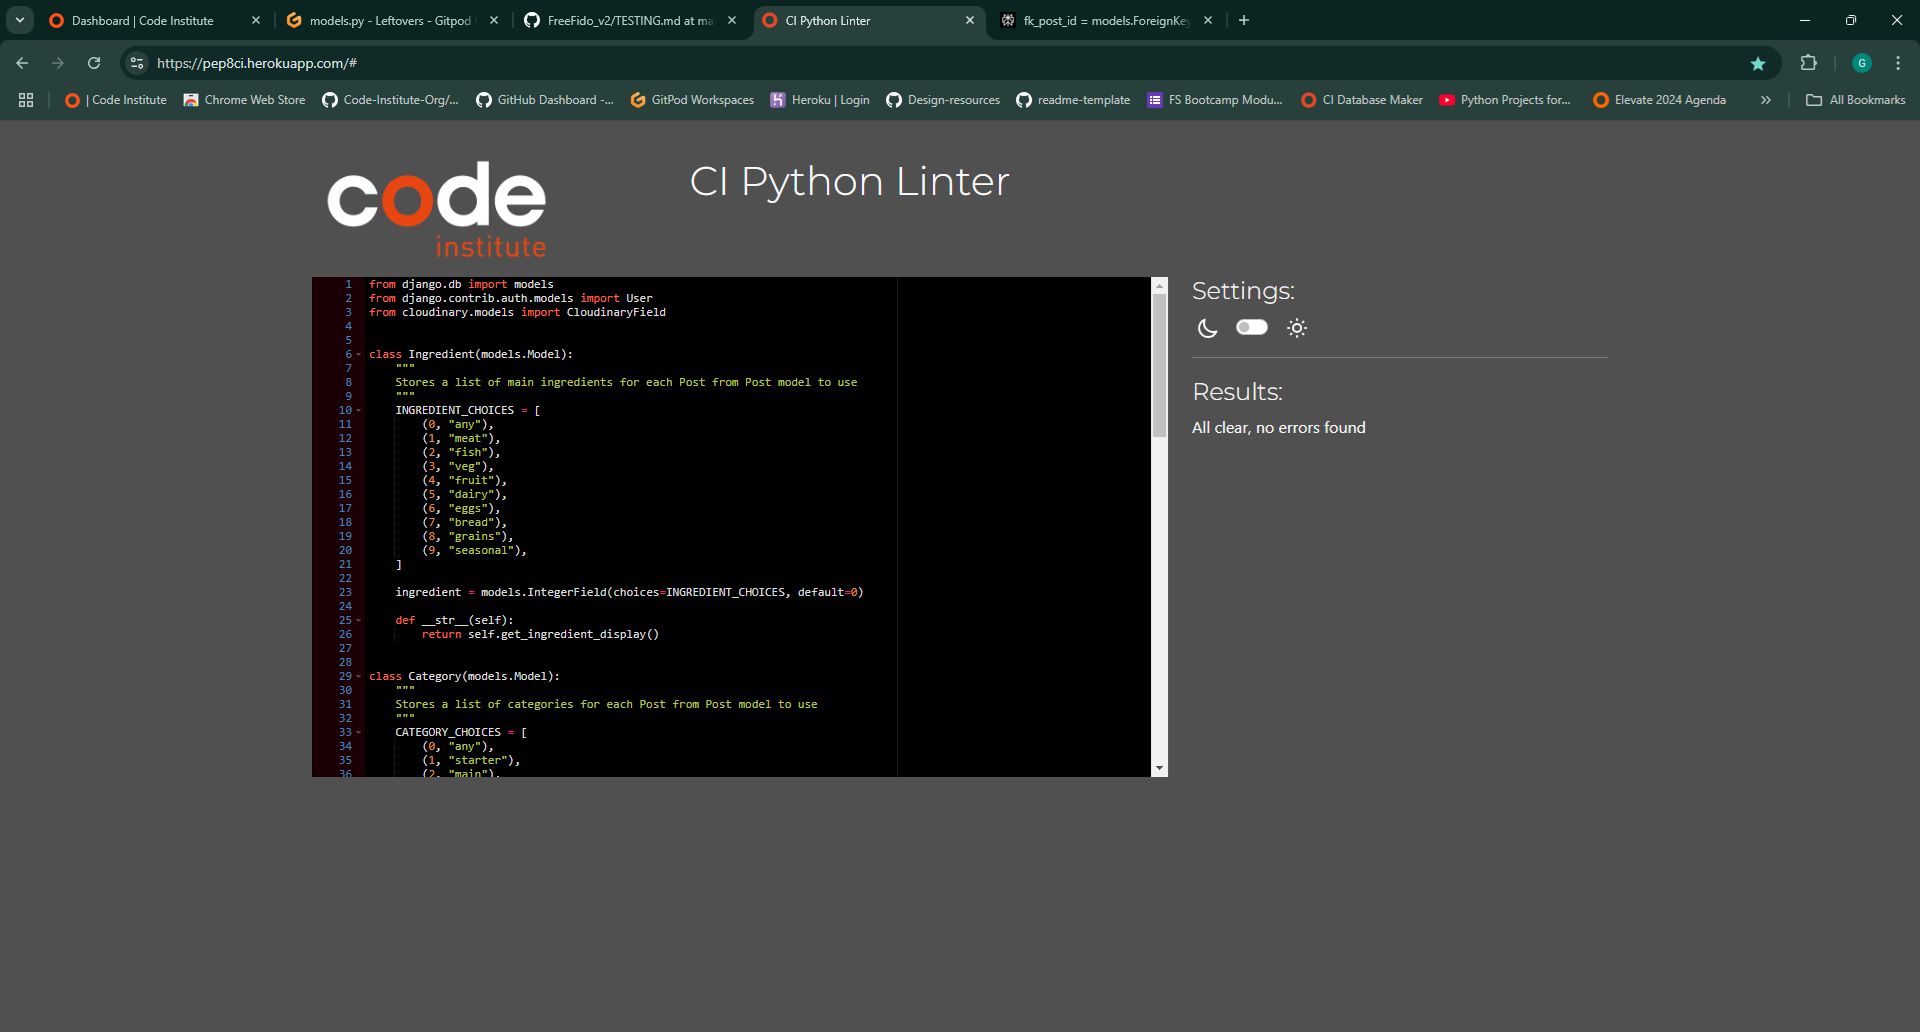 Dashboard | Code Institute
models.py - Leftovers - Gitpod
FreeFido_v2/TESTING.md at ma
CI Python Linter
fk_post_id = models.ForeignKey
https://pep8ci.herokuapp.com/#
G
| Code Institute
Chrome Web Store
Code-Institute-Org/...
GitHub Dashboard -...
GitPod Workspaces
Heroku | Login
Design-resources
readme-template
FS Bootcamp Modu...
CI Database Maker
Python Projects for...
Elevate 2024 Agenda
All Bookmarks
code
institute
CI Python Linter
1 from django.db import models
2 from django.contrib.auth.models import User
3 from cloudinary.models import CloudinaryField
4
5
6 class Ingredient(models.Model):
7 """
8 Stores a list of main ingredients for each Post from Post model to use
9 """
10 INGREDIENT_CHOICES = [
11 (0, "any"),
12 (1, "meat"),
13 (2, "fish"),
14 (3, "veg"),
15 (4, "fruit"),
16 (5, "dairy"),
17 (6, "eggs"),
18 (7, "bread"),
19 (8, "grains"),
20 (9, "seasonal"),
21 ]
22
23 ingredient = models.IntegerField(choices=INGREDIENT_CHOICES, default=0)
24
25 def __str__(self):
26 return self.get_ingredient_display()
27
28
29 class Category(models.Model):
30 """
31 Stores a list of categories for each Post from Post model to use
32 """
33 CATEGORY_CHOICES = [
34 (0, "any"),
35 (1, "starter"),
36 (2, "main"),
Settings:
Results:
All clear, no errors found